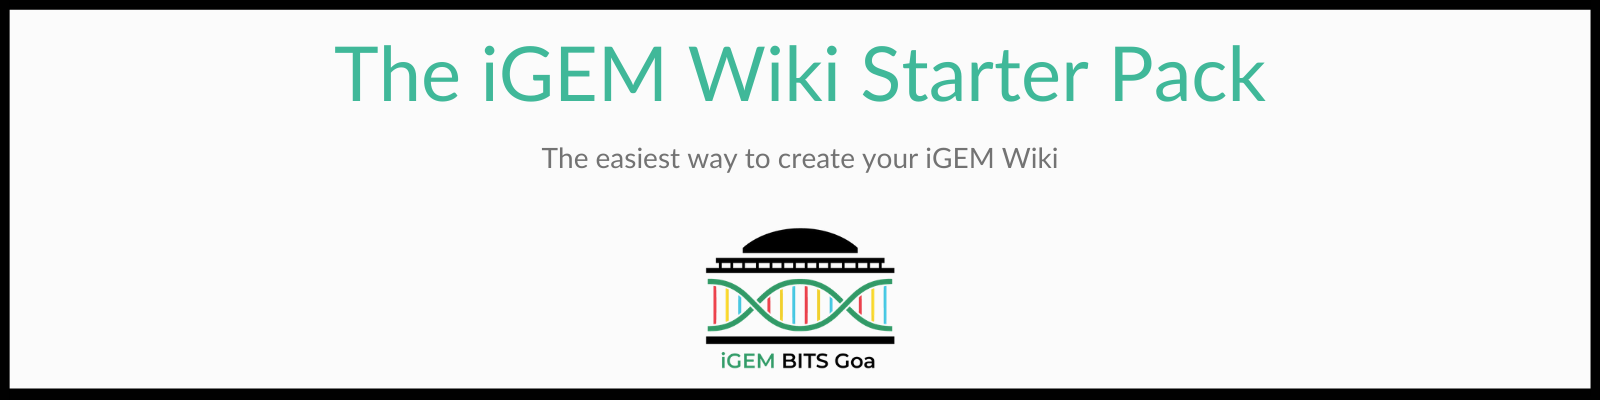 The iGEM Wiki Starter Pack
The easiest way to create your iGEM Wiki
iGEM BITS Goa